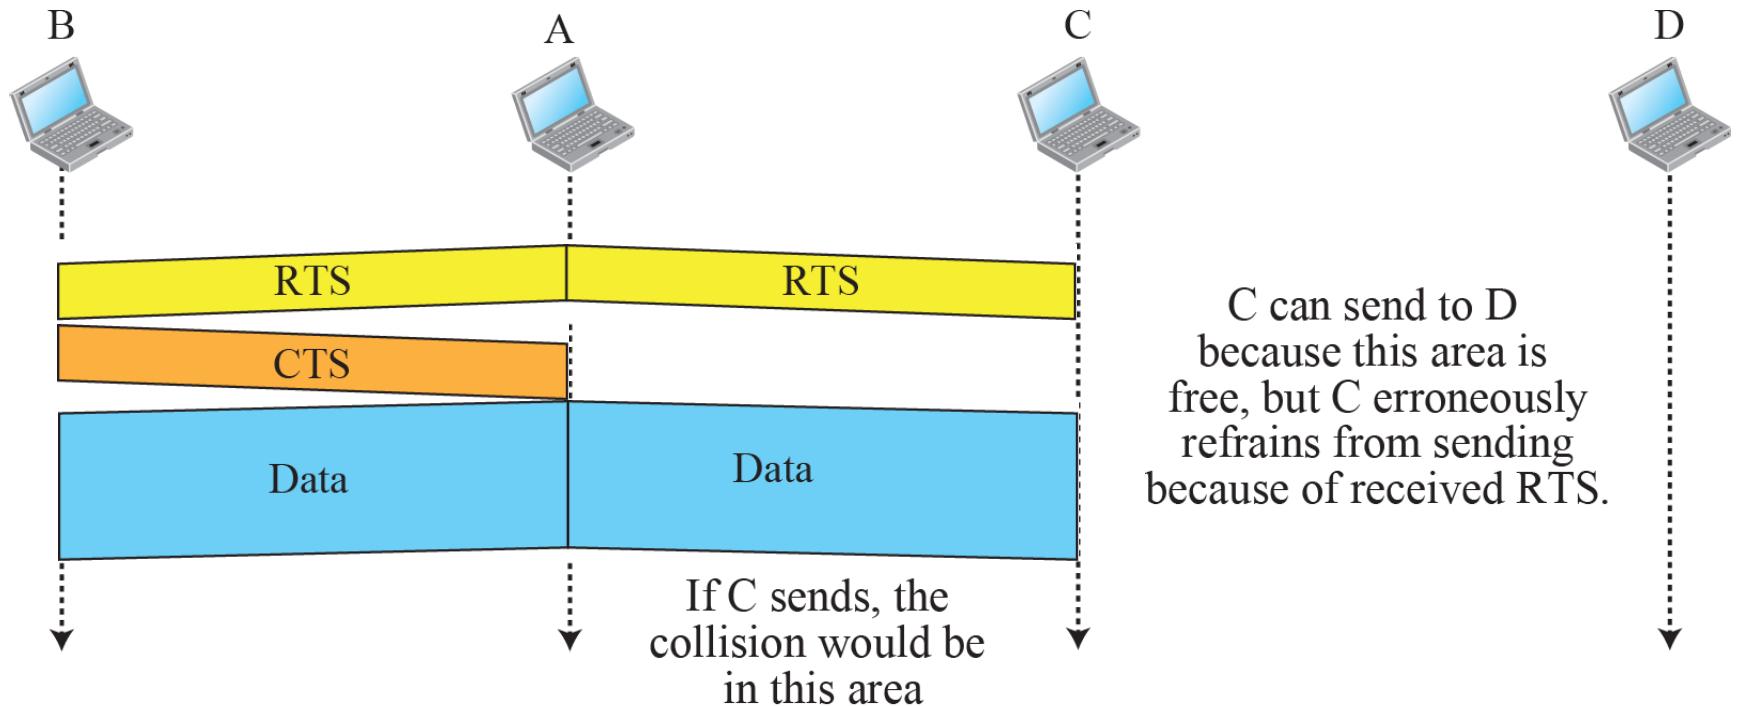 B
A
C
D
RTS
RTS
CTS
Data
Data
C can send to D
because this area is
free, but C erroneously
refrains from sending
because of received RTS.
If C sends, the
collision would be
in this area